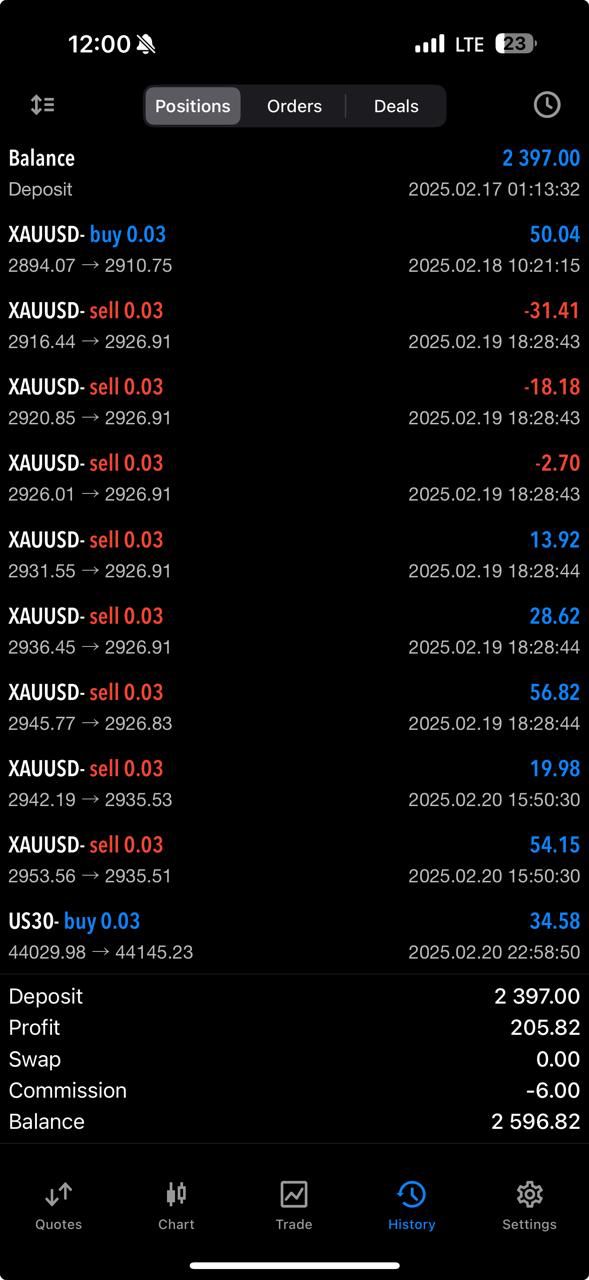 12:00 LTE 23
Positions Orders Deals
Balance 2 397.00
Deposit 2025.02.17 01:13:32
XAUUSD- buy 0.03 50.04
2894.07 → 2910.75 2025.02.18 10:21:15
XAUUSD- sell 0.03 -31.41
2916.44 → 2926.91 2025.02.19 18:28:43
XAUUSD- sell 0.03 -18.18
2920.85 → 2926.91 2025.02.19 18:28:43
XAUUSD- sell 0.03 -2.70
2926.01 → 2926.91 2025.02.19 18:28:43
XAUUSD- sell 0.03 13.92
2931.55 → 2926.91 2025.02.19 18:28:44
XAUUSD- sell 0.03 28.62
2936.45 → 2926.91 2025.02.19 18:28:44
XAUUSD- sell 0.03 56.82
2945.77 → 2926.83 2025.02.19 18:28:44
XAUUSD- sell 0.03 19.98
2942.19 → 2935.53 2025.02.20 15:50:30
XAUUSD- sell 0.03 54.15
2953.56 → 2935.51 2025.02.20 15:50:30
US30- buy 0.03 34.58
44029.98 → 44145.23 2025.02.20 22:58:50
Deposit 2 397.00
Profit 205.82
Swap 0.00
Commission -6.00
Balance 2 596.82
Quotes Chart Trade History Settings